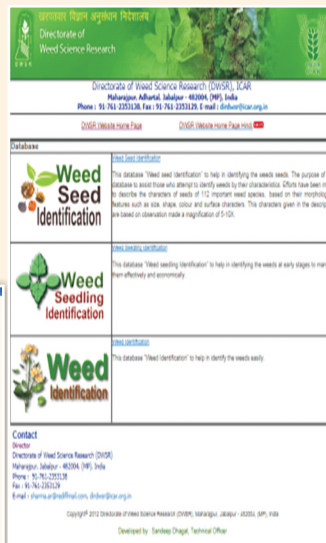 खरपतवार विज्ञान अनुसंधान निदेशालय
Directorate of
Weed Science Research
Directorate of Weed Science Research (DWSR), ICAR
Maharajpur, Adhartal, Jabalpur - 482004, (MP), India
Phone : 91-761-2353138, Fax : 91-761-2353129, E-mail : dirdwsr@icar.org.in
DWSR Website Home Page DWSR Website Home Page Hindi
Database
Weed
Seed
Identification
Weed Seed Identification
This database "Weed seed Identification" to help in identifying the weeds seeds. The purpose of
database to assist those who attempt to identify weeds by their characteristics. Efforts have been
to describe the characters of seeds of 112 important weed species, based on their
features such as size, shape, colour and surface characters. This characters given in the
are based on observation made a magnification of 5-10X.
Weed
Seedling
Identification
Weed Seedling Identification
This database "Weed seedling Identification" to help in identifying the weeds at early stages to
them effectively and economically
Weed
Identification
Weed Identification
This database "Weed Identification" to help in identify the weeds easily
Contact
Director
Directorate of Weed Science Research (DWSR)
Maharajpur, Jabalpur - 482004, (MP), India
Phone : 91-761-2353138
Fax : 91-761-2353129
E-mail : sharma.ar@rediffmail.com, dirdwsr@icar.org.in
Copyright© 2012 Directorate of Weed Science Research (DWSR), Maharajpur, Jabalpur - 482004, (MP), India
Developed by : Sandeep Dhagat, Technical Officer